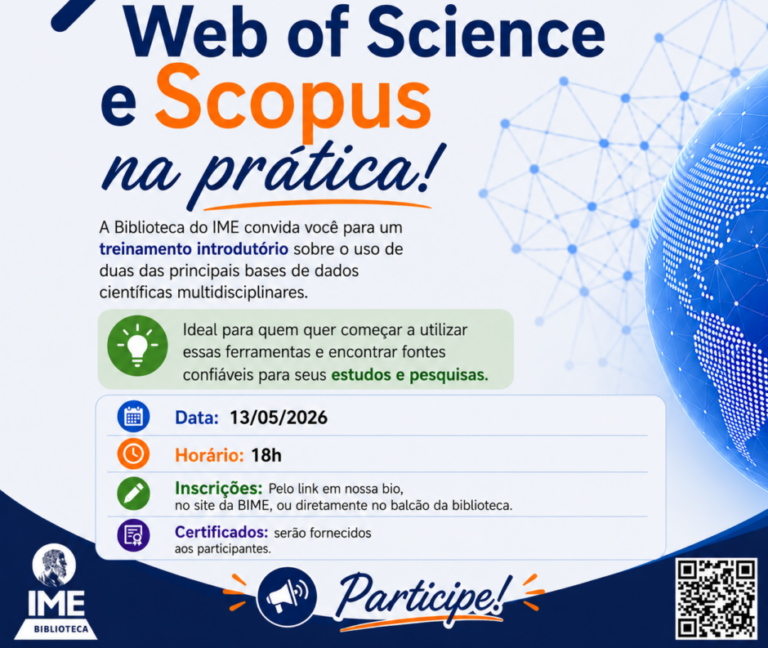 Web of Science
e Scopus
na prática!
A Biblioteca do IME convida você para um
treinamento introdutório sobre o uso de
duas das principais bases de dados
científicas multidisciplinares.
Ideal para quem quer começar a utilizar
essas ferramentas e encontrar fontes
confiáveis para seus estudos e pesquisas.
Data: 13/05/2026
Horário: 18h
Inscrições: Pelo link em nossa bio,
no site da BIME, ou diretamente no balcão da biblioteca.
Certificados: serão fornecidos
aos participantes.
IME
BIBLIOTECA
Participe!